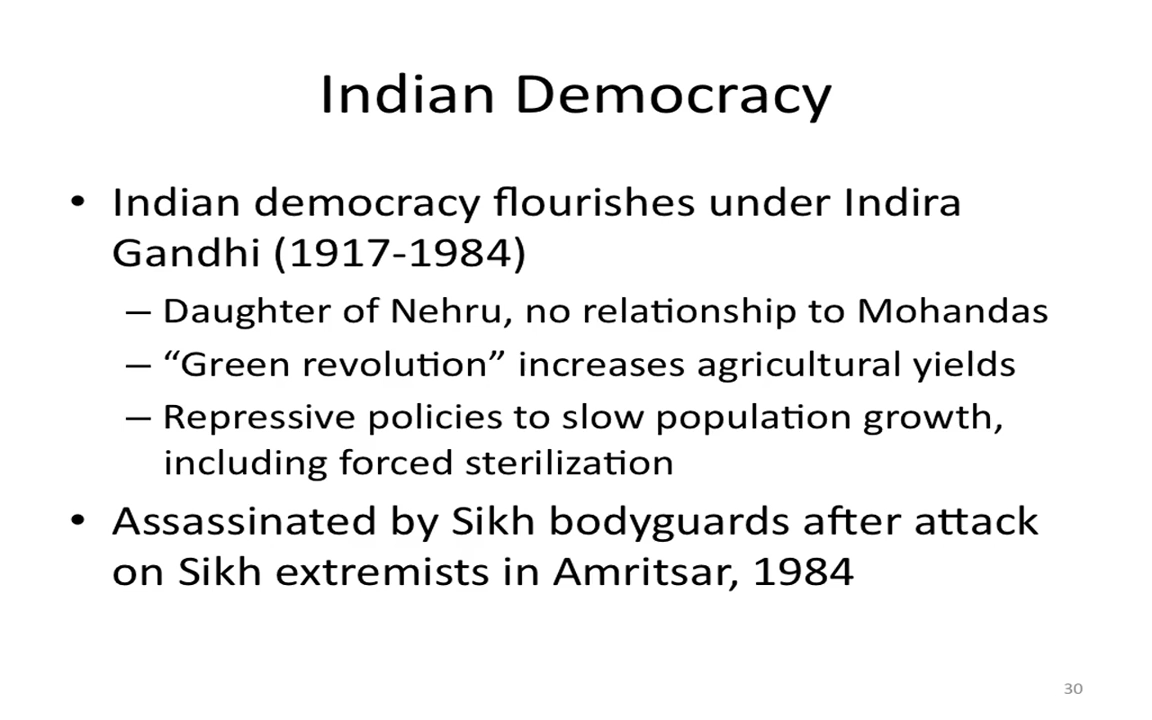 Indian Democracy
• Indian democracy flourishes under Indira
Gandhi (1917-1984)
– Daughter of Nehru, no relationship to Mohandas
– “Green revolution” increases agricultural yields
– Repressive policies to slow population growth,
including forced sterilization
• Assassinated by Sikh bodyguards after attack
on Sikh extremists in Amritsar, 1984
30